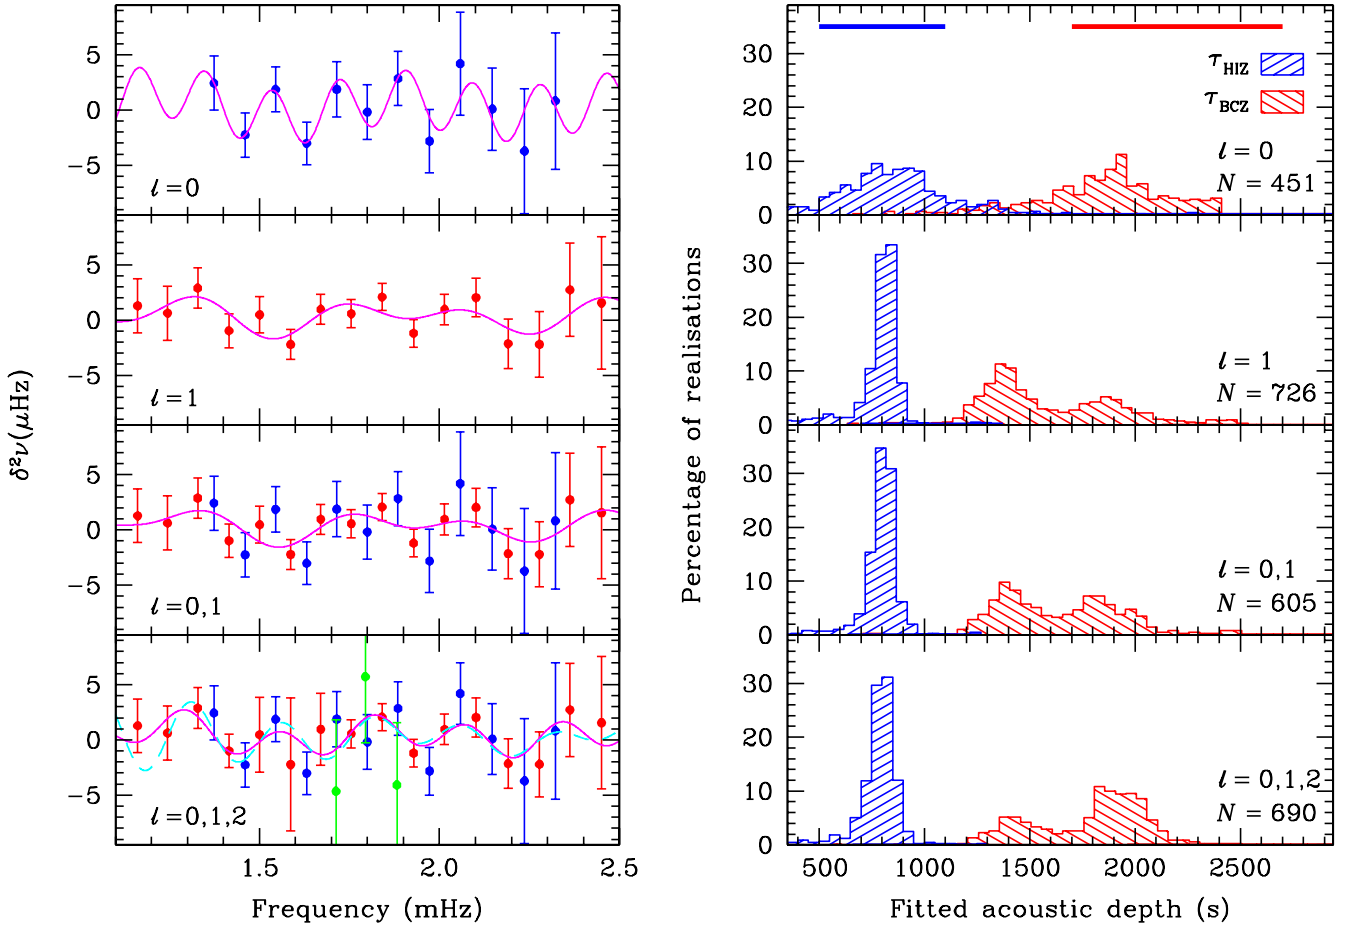 5
0
−5
ℓ=0
5
0
−5
ℓ=1
5
0
−5
ℓ=0,1
5
0
−5
ℓ=0,1,2
1.5 2.0 2.5
Frequency (mHz)
δ²ν(μHz)
30
20
10
0
τHIZ
τBCZ
ℓ = 0
N = 451
30
20
10
0
ℓ = 1
N = 726
30
20
10
0
ℓ = 0,1
N = 605
30
20
10
0
ℓ = 0,1,2
N = 690
500 1000 1500 2000 2500
Fitted acoustic depth (s)
Percentage of realisations